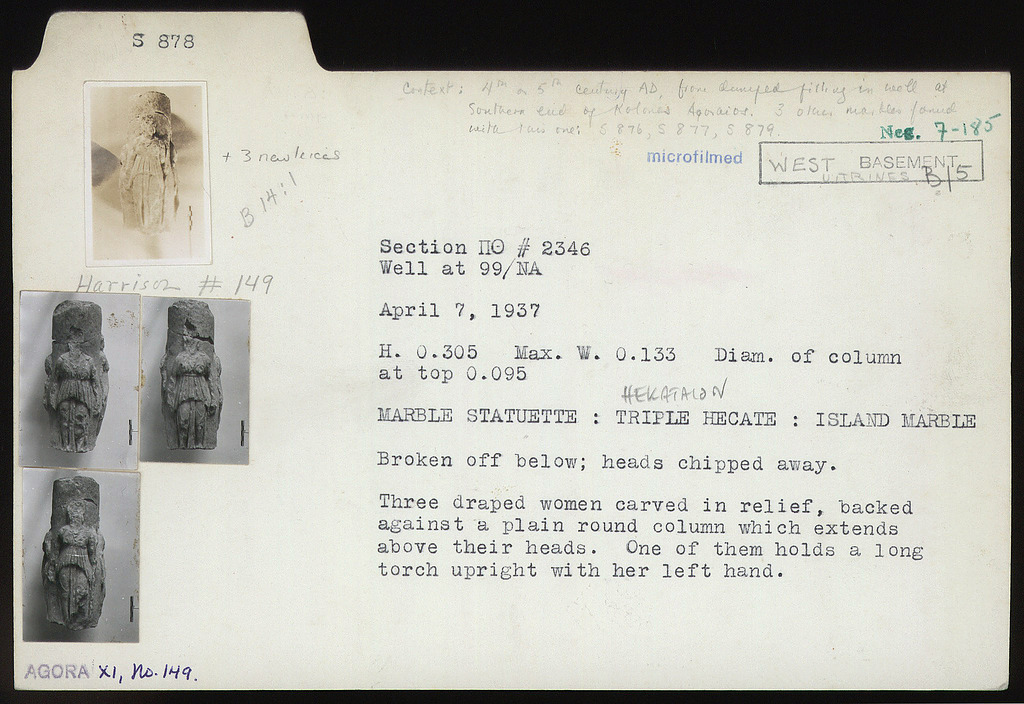 S 878
Context: 4th or 5th century AD, from dumped filling in well at
Southern end of Kolonos Agoraios. 3 other marbles found
with this one: S 876, S 877, S 879.
Neg. 7-185
microfilmed
WEST BASEMENT
VITRINES B/5
+ 3 new leicas
B 14:1
Harrison # 149
Section ΠΘ # 2346
Well at 99/NA
April 7, 1937
H. 0.305 Max. W. 0.133 Diam. of column
at top 0.095
HEKATAION
MARBLE STATUETTE : TRIPLE HECATE : ISLAND MARBLE
Broken off below; heads chipped away.
Three draped women carved in relief, backed
against a plain round column which extends
above their heads. One of them holds a long
torch upright with her left hand.
AGORA XI, No. 149.